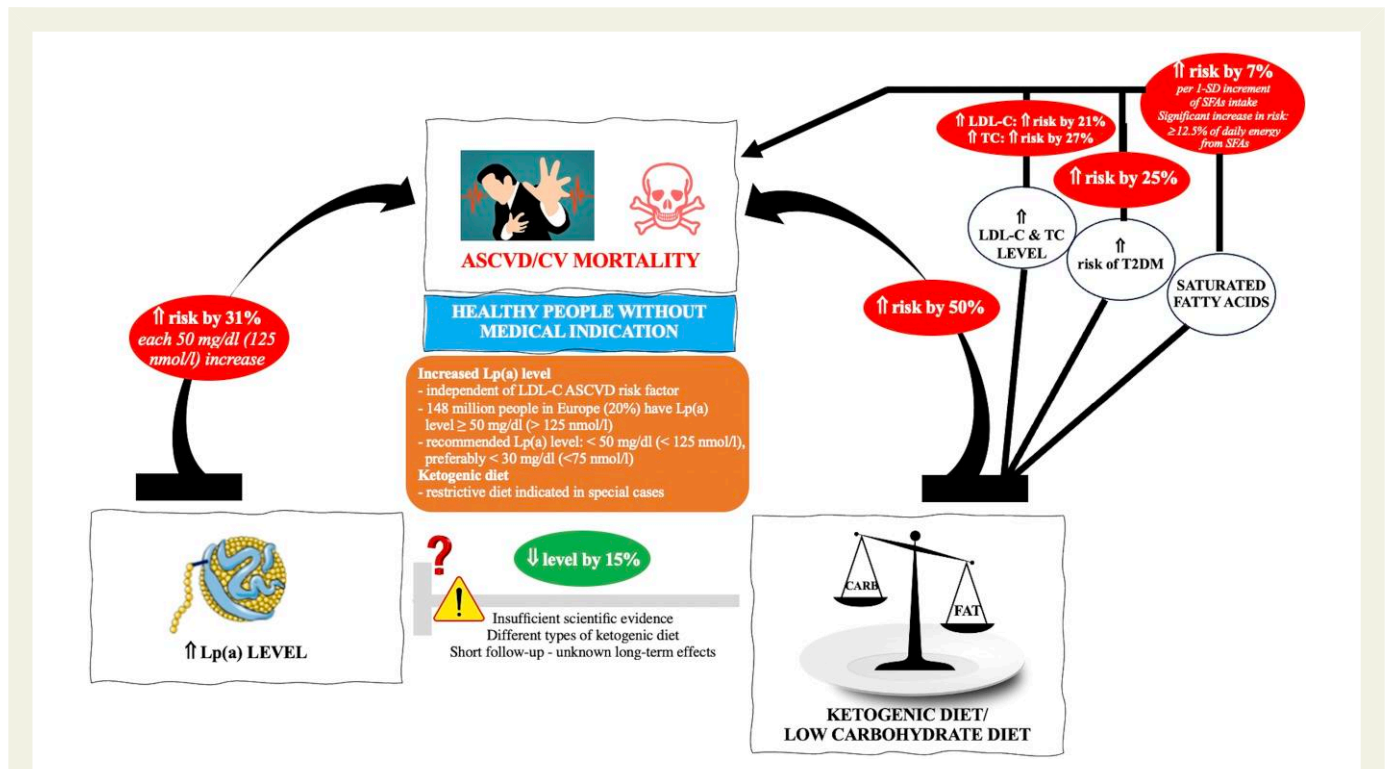 ⇑ risk by 7%
per 1-SD increment
of SFAs intake
Significant increase in risk:
≥12.5% of daily energy
from SFAs
⇑ LDL-C: ⇑ risk by 21%
⇑ TC: ⇑ risk by 27%
⇑ risk by 25%
⇑
LDL-C & TC
LEVEL
⇑
risk of T2DM
SATURATED
FATTY ACIDS
ASCVD/CV MORTALITY
⇑ risk by 31%
each 50 mg/dl (125
nmol/l) increase
HEALTHY PEOPLE WITHOUT
MEDICAL INDICATION
⇑ risk by 50%
Increased Lp(a) level
- independent of LDL-C ASCVD risk factor
- 148 million people in Europe (20%) have Lp(a)
level ≥ 50 mg/dl (> 125 nmol/l)
- recommended Lp(a) level: < 50 mg/dl (< 125 nmol/l),
preferably < 30 mg/dl (<75 nmol/l)
Ketogenic diet
- restrictive diet indicated in special cases
?
⇓ level by 15%
!
Insufficient scientific evidence
Different types of ketogenic diet
Short follow-up - unknown long-term effects
⇑ Lp(a) LEVEL
CARB
FAT
KETOGENIC DIET/
LOW CARBOHYDRATE DIET